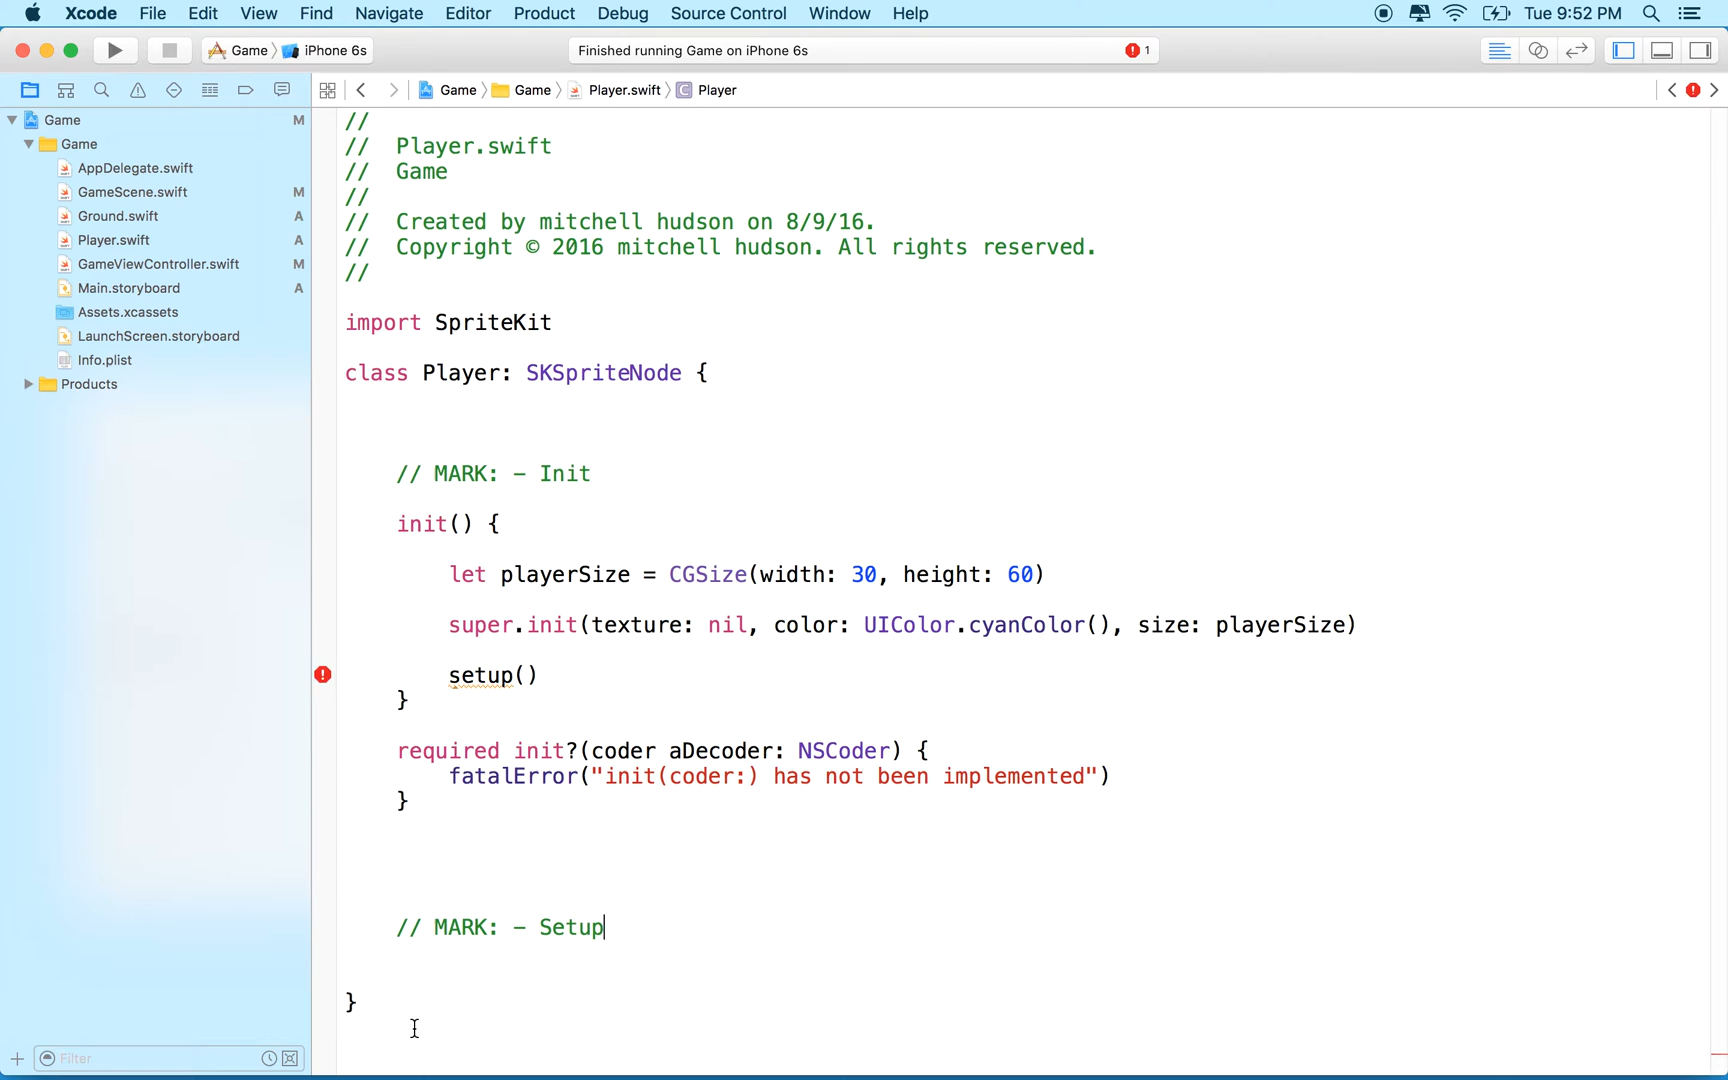 Xcode File Edit View Find Navigate Editor Product Debug Source Control Window Help Tue 9:52 PM
Game iPhone 6s Finished running Game on iPhone 6s 1
Game Game Player.swift C Player
Game M
Game
AppDelegate.swift
GameScene.swift M
Ground.swift A
Player.swift A
GameViewController.swift M
Main.storyboard A
Assets.xcassets
LaunchScreen.storyboard
Info.plist
Products
Filter
//
// Player.swift
// Game
//
// Created by mitchell hudson on 8/9/16.
// Copyright © 2016 mitchell hudson. All rights reserved.
//
import SpriteKit
class Player: SKSpriteNode {
// MARK: - Init
init() {
let playerSize = CGSize(width: 30, height: 60)
super.init(texture: nil, color: UIColor.cyanColor(), size: playerSize)
setup()
}
required init?(coder aDecoder: NSCoder) {
fatalError("init(coder:) has not been implemented")
}
// MARK: - Setup
}